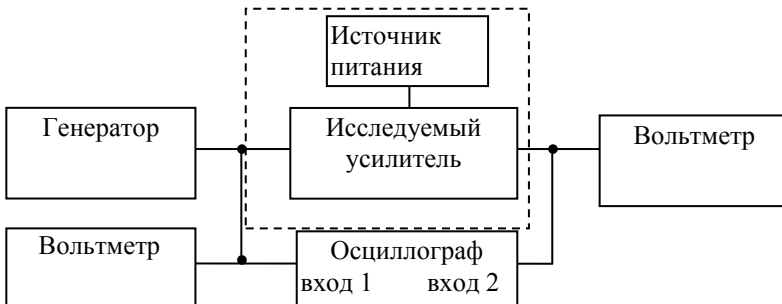 Источник
питания
Генератор
Исследуемый
усилитель
Вольтметр
Вольтметр
Осциллограф
вход 1 вход 2